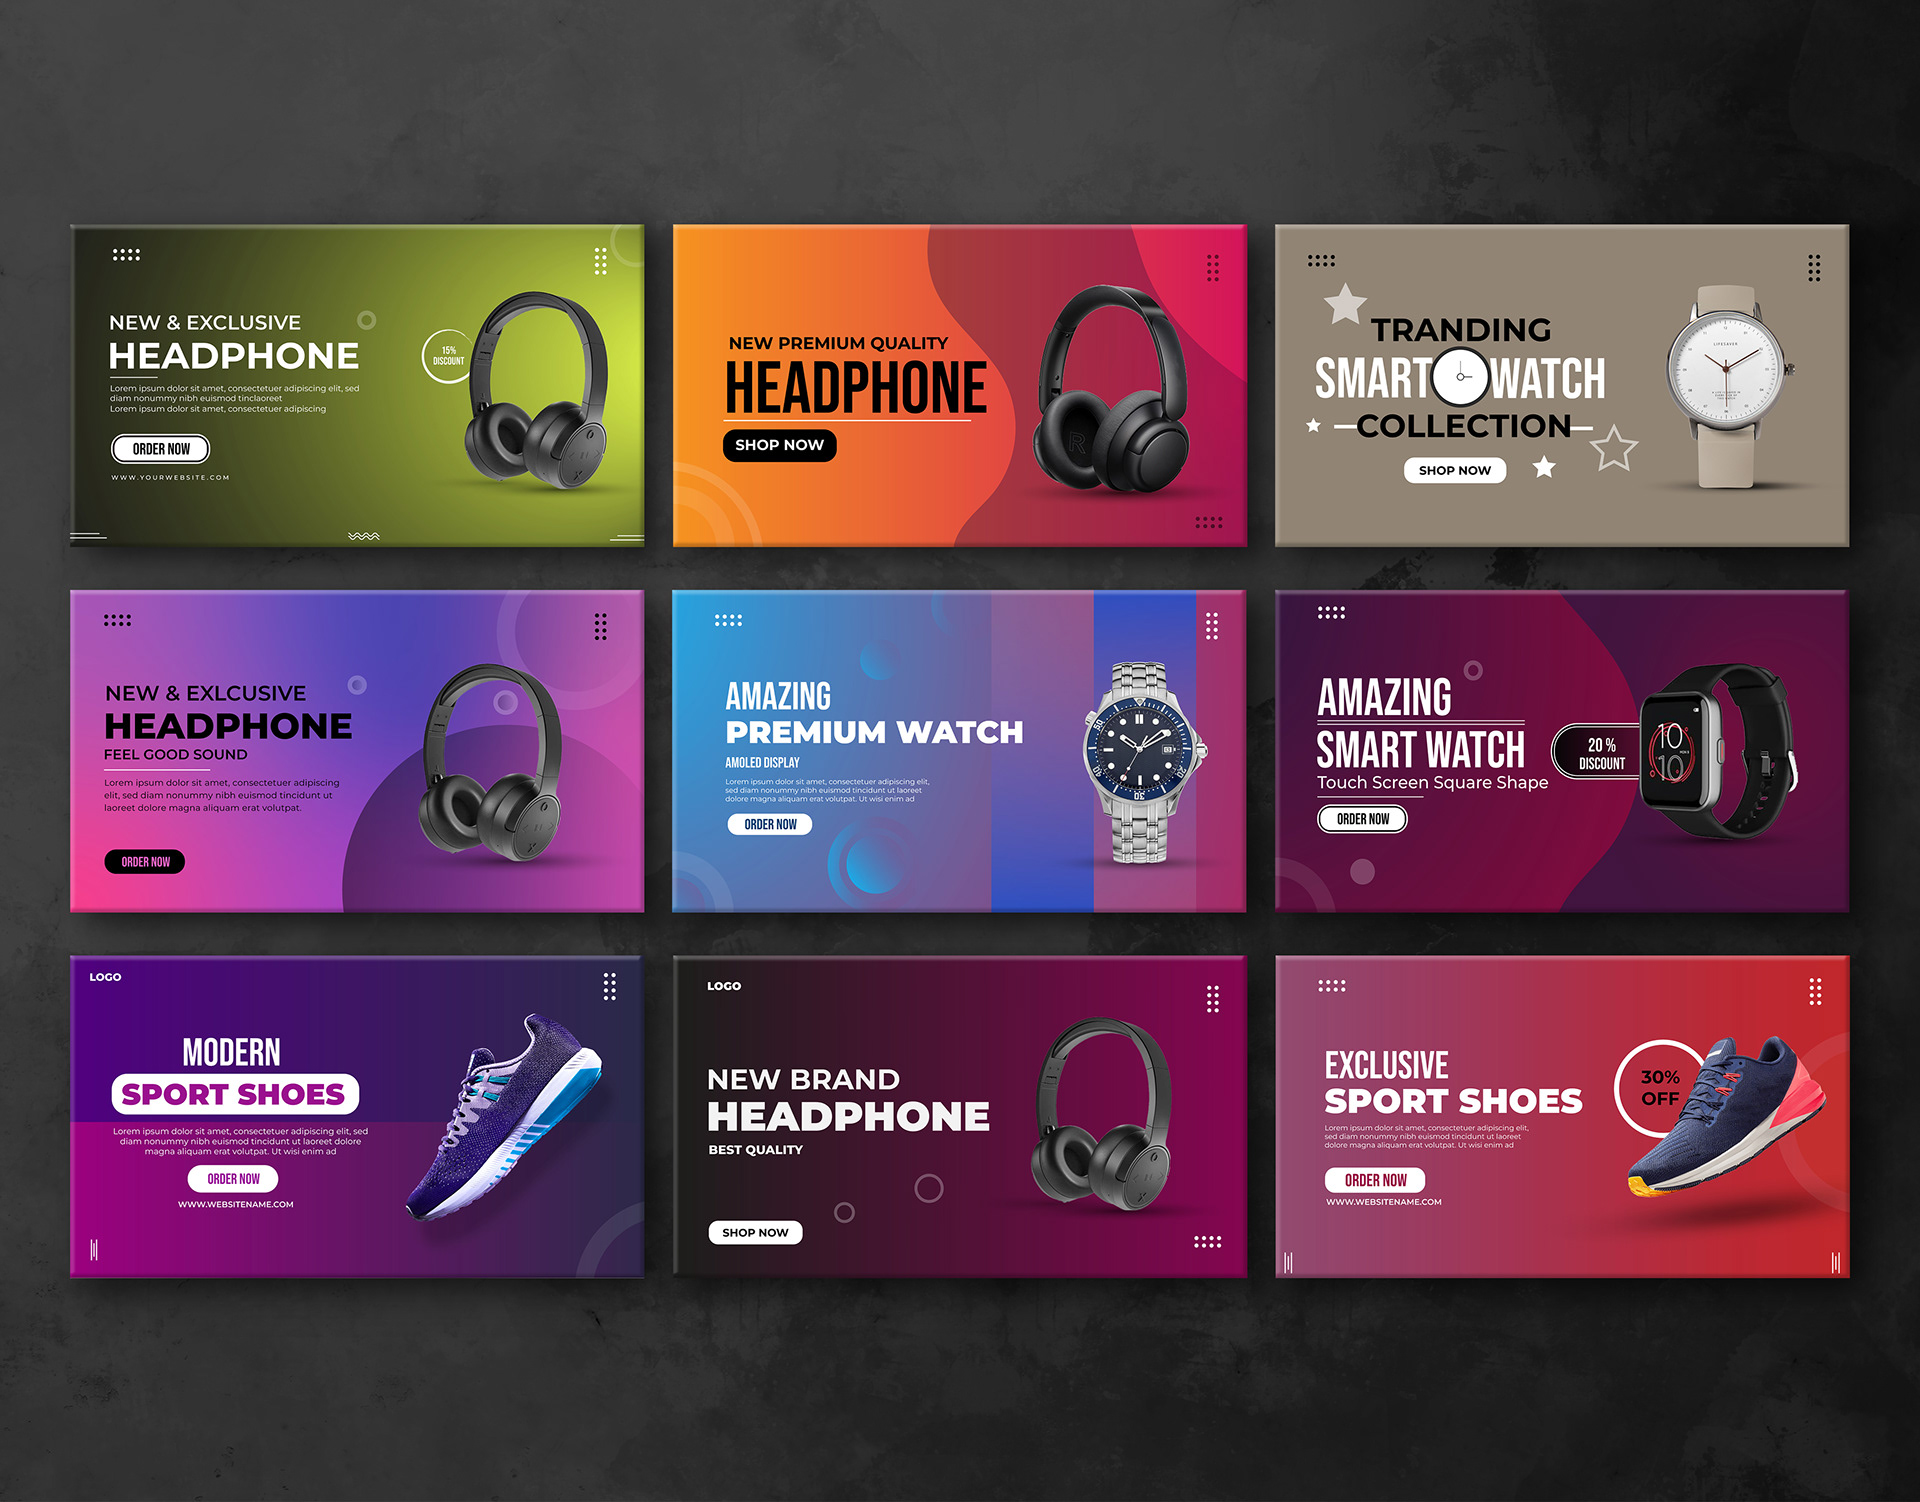 NEW & EXCLUSIVE
HEADPHONE
Lorem ipsum dolor sit amet, consectetuer adipiscing elit, sed
diam nonummy nibh euismod tinclaoreet
Lorem ipsum dolor sit amet, consectetuer adipiscing
ORDER NOW
WWW.YOURWEBSITE.COM
15%
DISCOUNT
NEW PREMIUM QUALITY
HEADPHONE
SHOP NOW
R
TRANDING
SMART WATCH
COLLECTION
SHOP NOW
LIFESAVER
NEW & EXLCUSIVE
HEADPHONE
FEEL GOOD SOUND
Lorem ipsum dolor sit amet, consectetuer adipiscing
elit, sed diam nonummy nibh euismod tincidunt ut
laoreet dolore magna aliquam erat volutpat.
ORDER NOW
AMAZING
PREMIUM WATCH
AMOLED DISPLAY
Lorem ipsum dolor sit amet, consectetuer adipiscing elit,
sed diam nonummy nibh euismod tincidunt ut laoreet
dolore magna aliquam erat volutpat. Ut wisi enim ad
ORDER NOW
AMAZING
SMART WATCH
Touch Screen Square Shape
ORDER NOW
20 %
DISCOUNT
10
10
LOGO
MODERN
SPORT SHOES
Lorem ipsum dolor sit amet, consectetuer adipiscing elit, sed diam
nonummy nibh euismod tincidunt ut laoreet dolore
magna aliquam erat volutpat. Ut wisi enim ad
ORDER NOW
WWW.WEBSITENAME.COM
LOGO
NEW BRAND
HEADPHONE
BEST QUALITY
SHOP NOW
EXCLUSIVE
SPORT SHOES
Lorem ipsum dolor sit amet, consectetuer adipiscing elit,
sed diam nonummy nibh euismod tincidunt ut laoreet
dolore magna aliquam erat volutpat. Ut wisi enim ad
ORDER NOW
WWW.WEBSITENAME.COM
30%
OFF